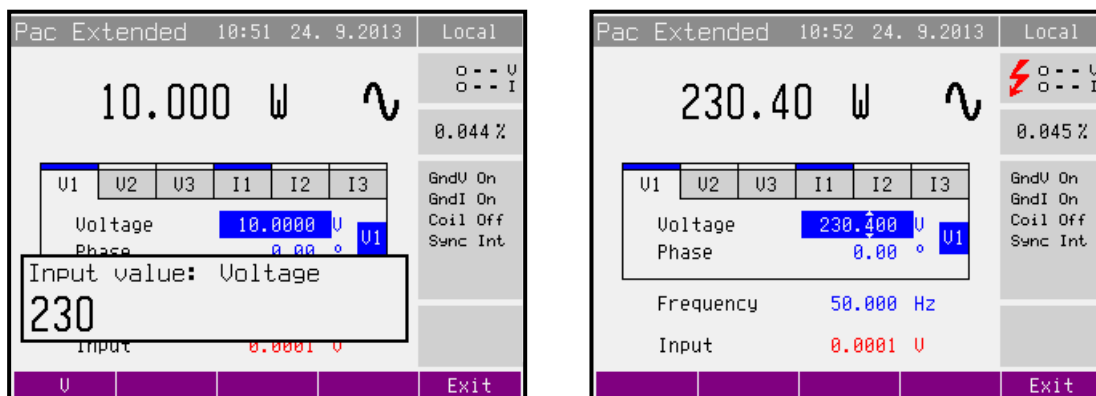 Pac Extended 10:51 24. 9.2013 Local
10.000 W
o-- V
o-- I
0.044%
V1 V2 V3 I1 I2 I3
Voltage 10.0000 V
V1
Phase 0.00 °
GndV On
GndI On
Coil Off
Sync Int
Input value: Voltage
230
Input 0.0001 V
V Exit
Pac Extended 10:52 24. 9.2013 Local
230.40 W
o-- V
o-- I
0.045%
V1 V2 V3 I1 I2 I3
Voltage 230.400 V
V1
Phase 0.00 °
GndV On
GndI On
Coil Off
Sync Int
Frequency 50.000 Hz
Input 0.0001 V
Exit